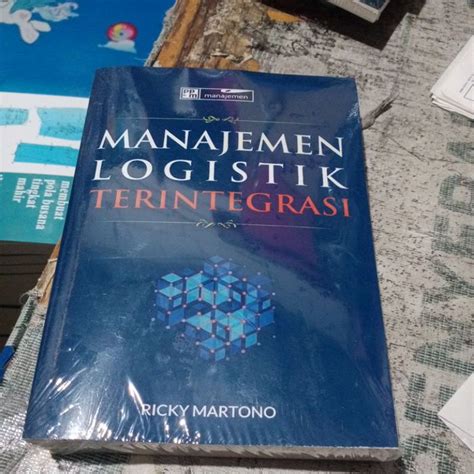 PPM
manajemen
MANAJEMEN
LOGISTIK
TERINTEGRASI
RICKY MARTONO
membuat
pola busana
tingkat
mahir